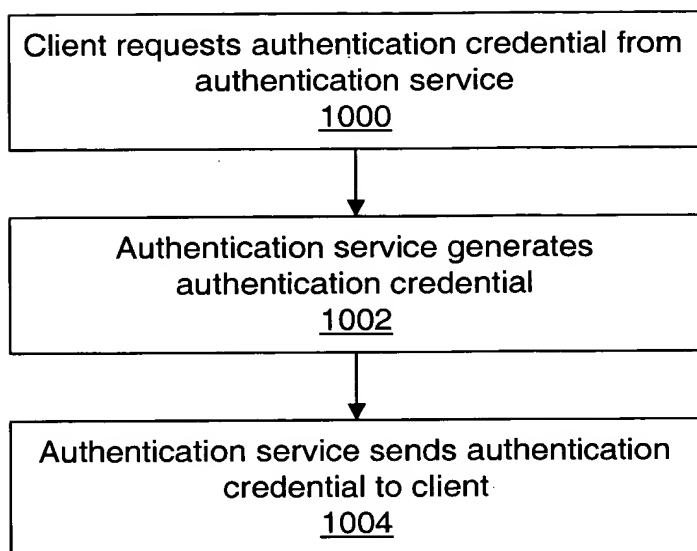 Client requests authentication credential from
authentication service
1000
Authentication service generates
authentication credential
1002
Authentication service sends authentication
credential to client
1004